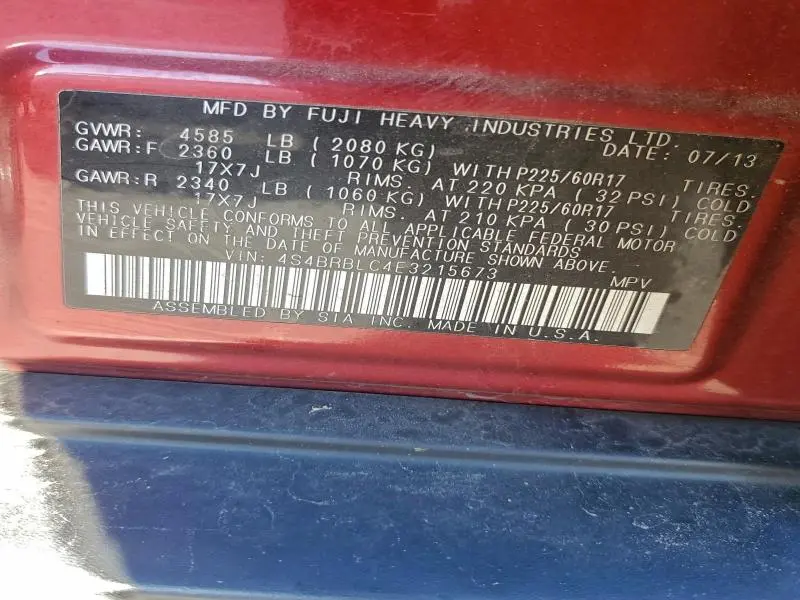 MFD BY FUJI HEAVY INDUSTRIES LTD.
GVWR: 4585 LB (2080 KG) DATE: 07/13
GAWR:F 2360 LB (1070 KG) WITH P225/60R17 TIRES.
17X7J RIMS. AT 220 KPA (32 PSI) COLD
GAWR:R 2340 LB (1060 KG) WITH P225/60R17 TIRES
17X7J RIMS. AT 210 KPA (30 PSI) COLD
THIS VEHICLE CONFORMS TO ALL APPLICABLE FEDERAL MOTOR
VEHICLE SAFETY AND THEFT PREVENTION STANDARDS
IN EFFECT ON THE DATE OF MANUFACTURE SHOWN ABOVE.
VIN: 4S4BRBLC4E3215673 MPV
ASSEMBLED BY SIA INC. MADE IN U.S.A.